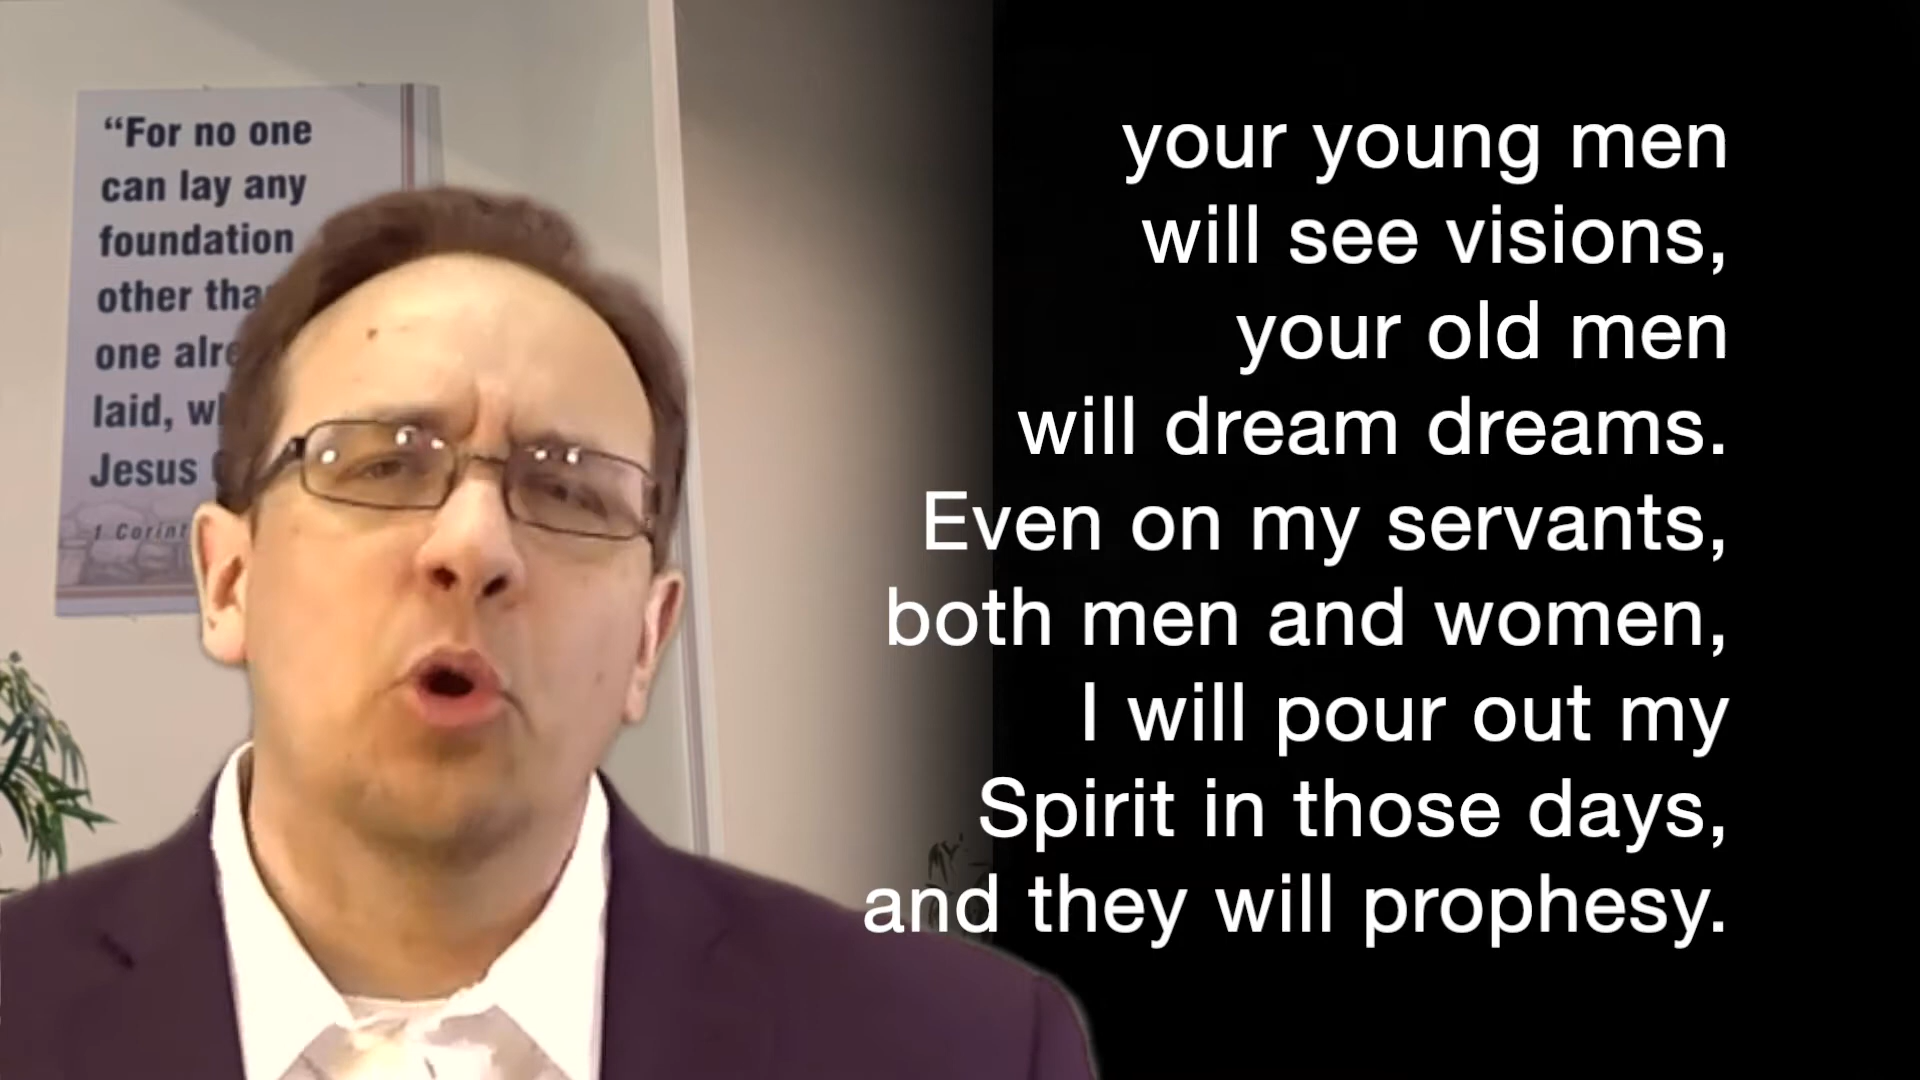 “For no one
can lay any
foundation
other
one
laid,
Jesus
1
your young men
will see visions,
your old men
will dream dreams.
Even on my servants,
both men and women,
I will pour out my
Spirit in those days,
and they will prophesy.